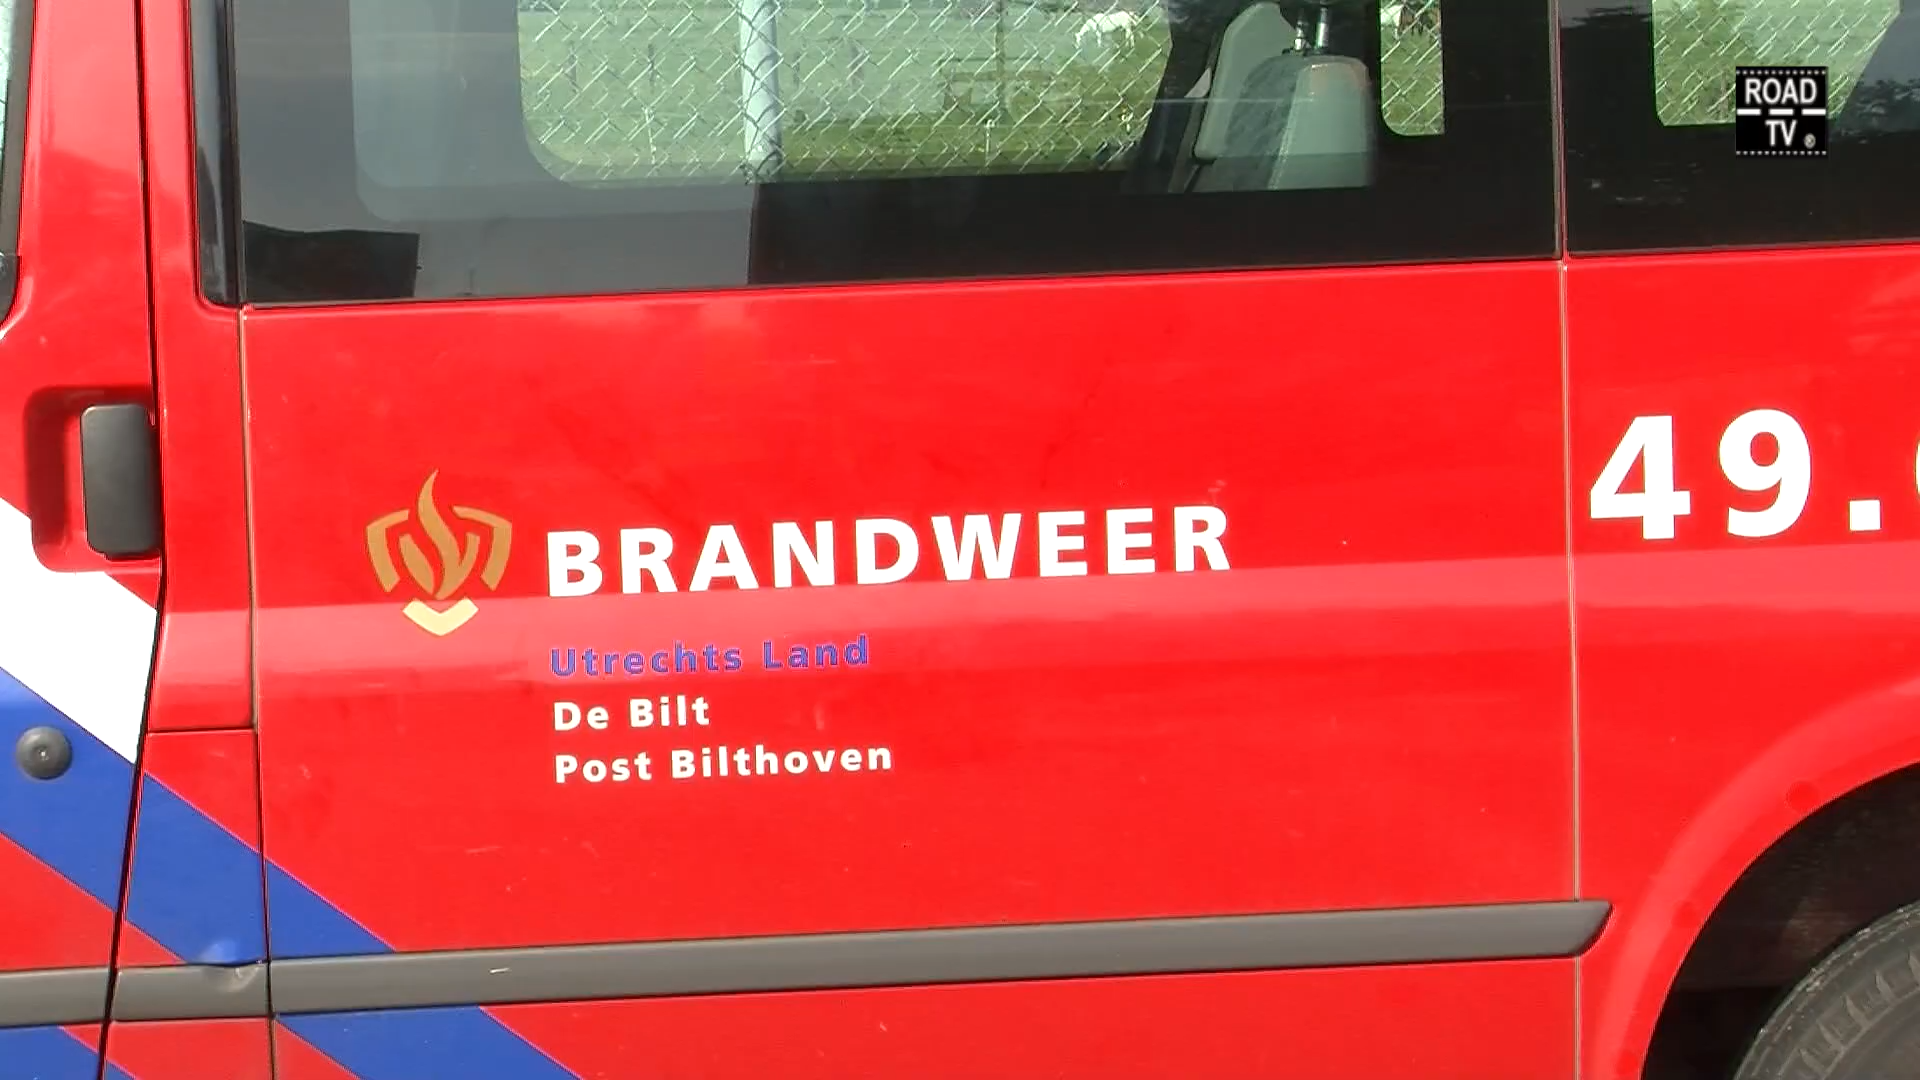 ROAD
TV ®
49.
BRANDWEER
Utrechts Land
De Bilt
Post Bilthoven